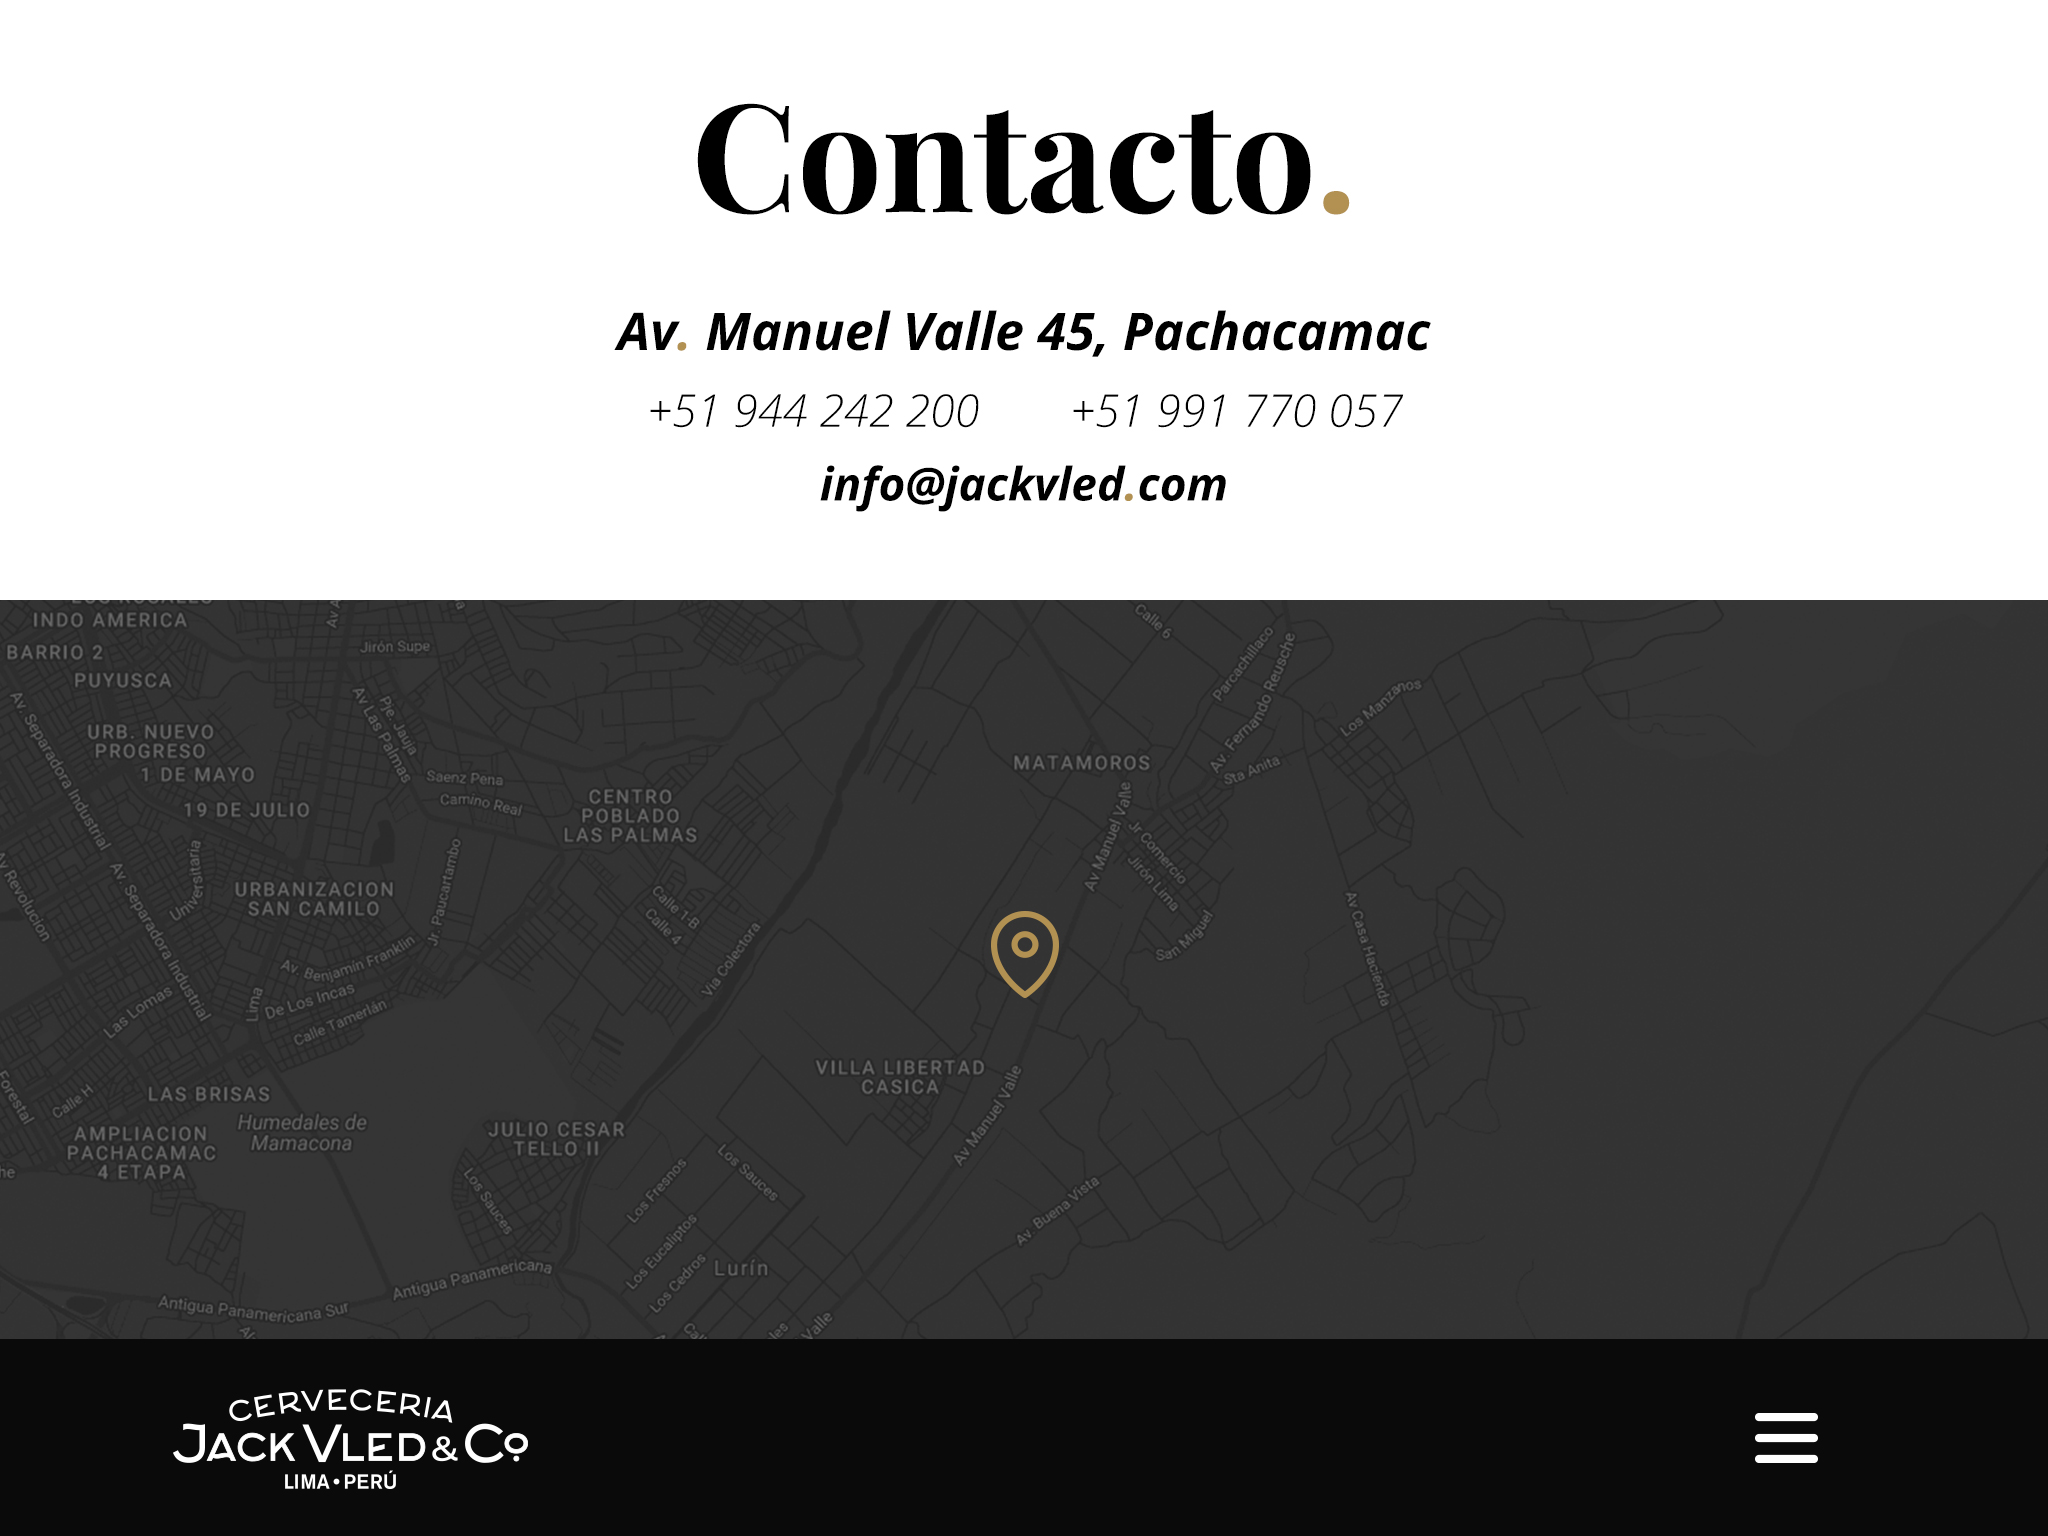 Contacto.
Av. Manuel Valle 45, Pachacamac
+51 944 242 200 +51 991 770 057
info@jackvled.com
INDO AMERICA
BARRIO 2
PUYUSCA
Jirón Supe
Calle 6
Parcachillaco
Av. Fernando Reusche
Los Manzanos
Av. Separadora Industrial
URB. NUEVO
PROGRESO
1 DE MAYO
19 DE JULIO
Av Las Palmas
Pje. Jauja
Saenz Pena
Camino Real
CENTRO
POBLADO
LAS PALMAS
MATAMOROS
Sta Anita
Av Manuel Valle
Jr Comercio
Jirón Lima
San Miguel
Av Casa Hacienda
Av Revolución
Av. Separadora Industrial
Universitaria
URBANIZACION
SAN CAMILO
Jr. Paucartambo
Calle 1-B
Calle 4
Vía Colectora
Av. Benjamín Franklin
De Los Incas
Calle Tamerlán
Lima
Las Lomas
Forestal
Calle H
LAS BRISAS
Humedales de
Mamacona
AMPLIACION
PACHACAMAC
4 ETAPA
JULIO CESAR
TELLO II
VILLA LIBERTAD
CASICA
Av Manuel Valle
Los Sauces
Los Fresnos
Los Sauces
Los Eucaliptos
Los Cedros
Lurín
Av. Buena Vista
Antigua Panamericana
Antigua Panamericana Sur
Valle
CERVECERIA
JACK VLED & Co
LIMA • PERÚ